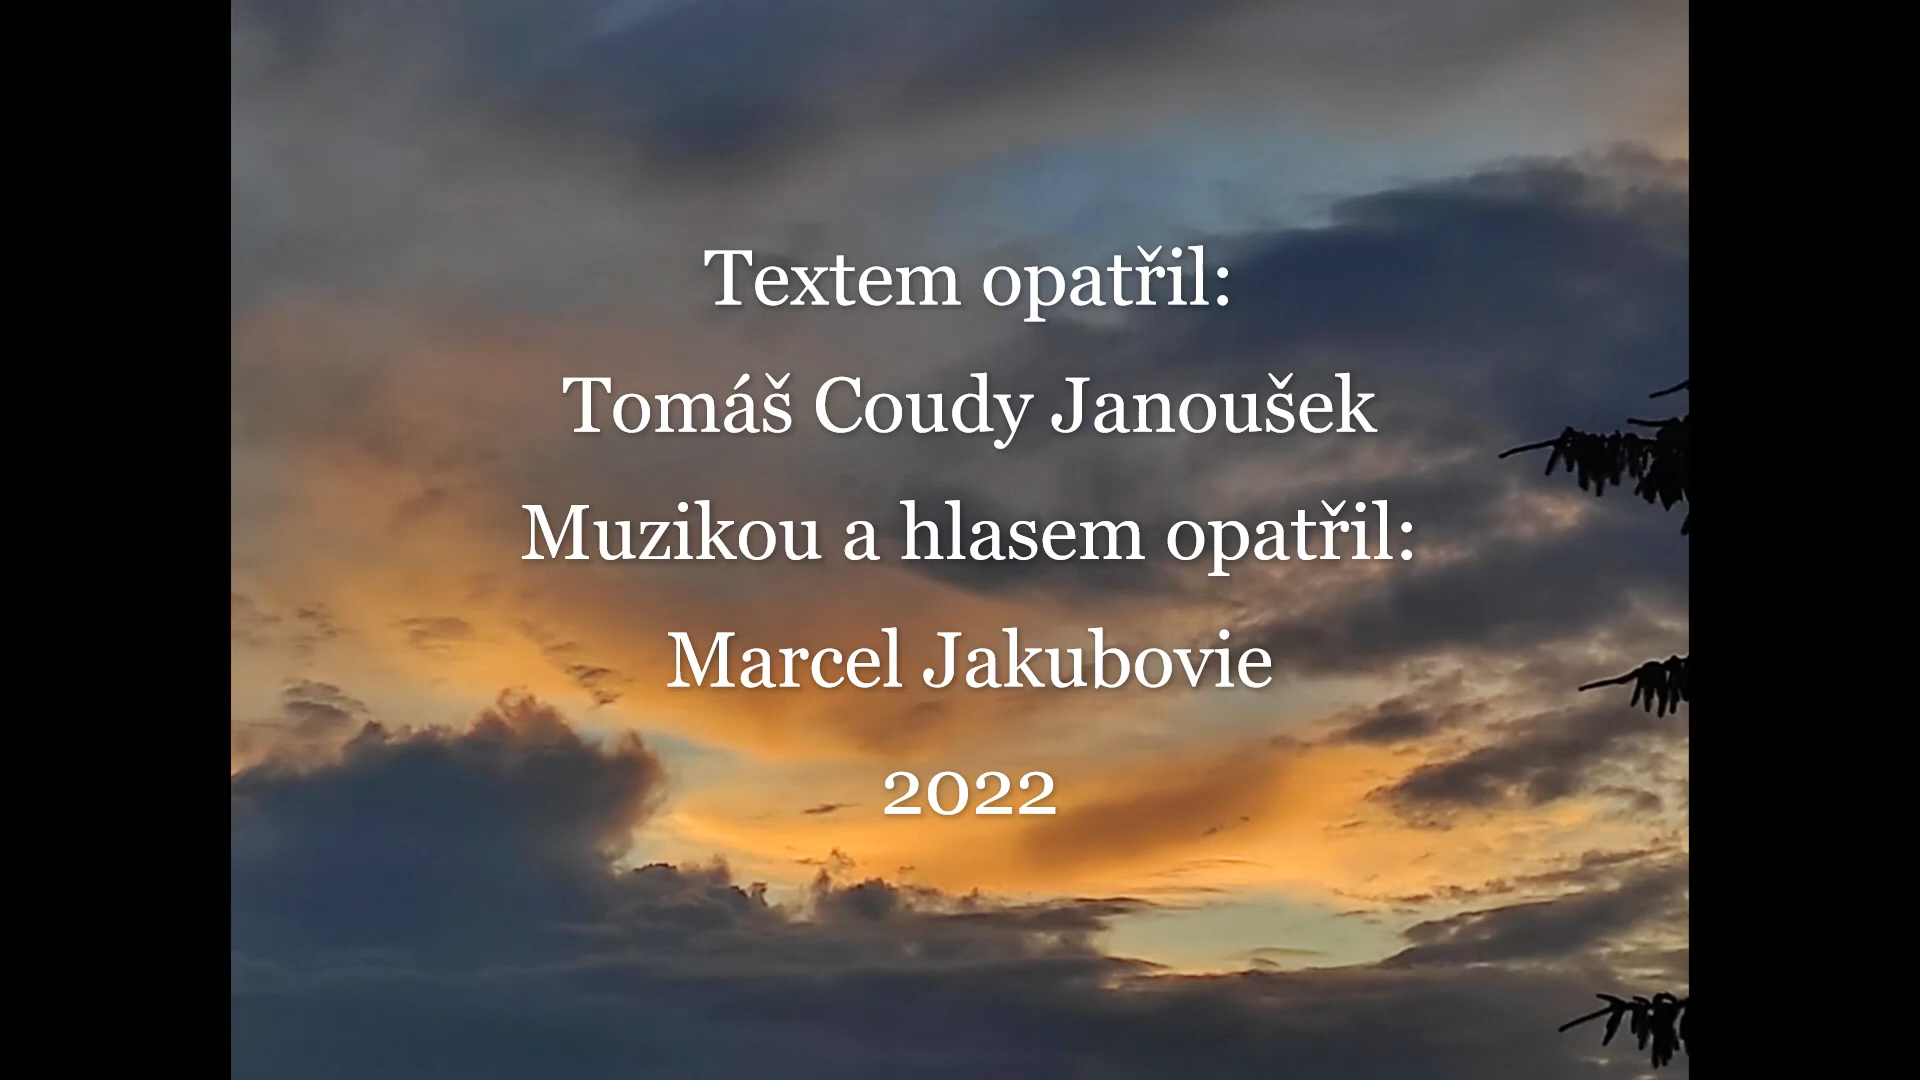 Textem opatřil:
Tomáš Coudy Janoušek
Muzikou a hlasem opatřil:
Marcel Jakubovie
2022